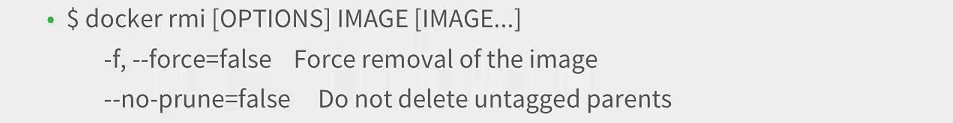 • $ docker rmi [OPTIONS] IMAGE [IMAGE...]
-f, --force=false Force removal of the image
--no-prune=false Do not delete untagged parents